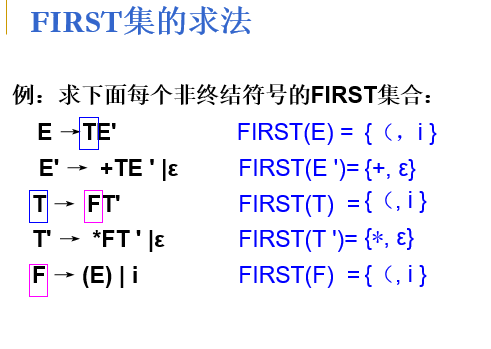 FIRST集的求法
例：求下面每个非终结符号的FIRST集合：
E →TE' FIRST(E) = {（，i }
E' → +TE ' |ε FIRST(E ')= {+, ε}
T → FT' FIRST(T) = {（, i }
T' → *FT ' |ε FIRST(T ')= {*, ε}
F → (E) | i FIRST(F) = {（, i }